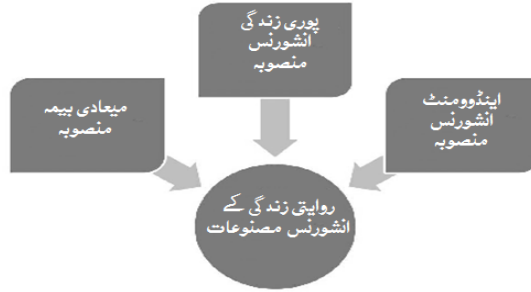 پوری زندگی
انشورنس
منصوبہ
میعادی بیمہ
منصوبہ
اینڈوومنٹ
انشورنس
منصوبہ
روایتی زندگی کے
انشورنس مصنوعات